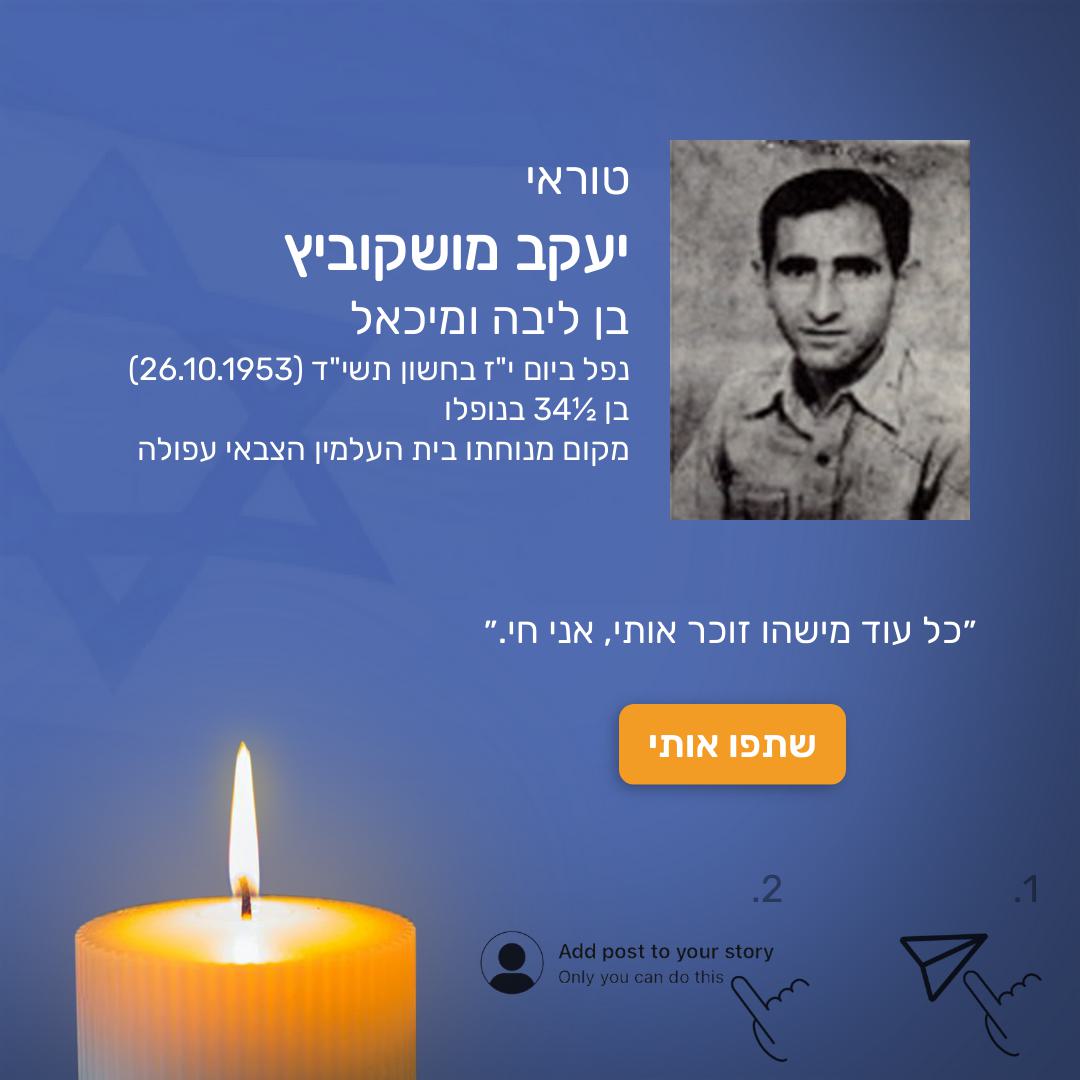 טוראי
יעקב מושקוביץ
בן ליבה ומיכאל
נפל ביום י"ז בחשון תשי"ד (26.10.1953)
בן 34½ בנופלו
מקום מנוחתו בית העלמין הצבאי עפולה
״כל עוד מישהו זוכר אותי, אני חי.״
שתפו אותי
.1
.2
Add post to your story
Only you can do this